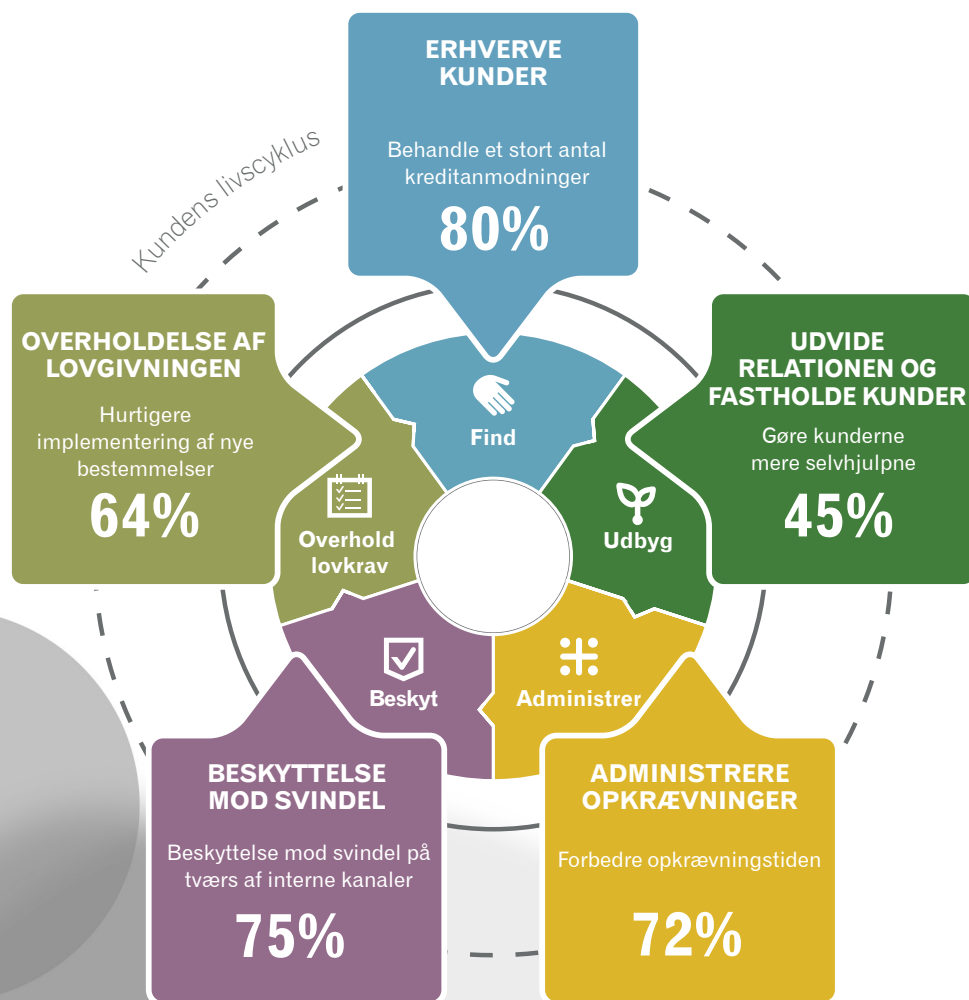 ERHVERVE
KUNDER
Behandle et stort antal
kreditanmodninger
80%
Kundens livscyklus
OVERHOLDELSE AF
LOVGIVNINGEN
Hurtigere
implementering af nye
bestemmelser
64%
UDVIDE
RELATIONEN OG
FASTHOLDE KUNDER
Gøre kunderne
mere selvhjulpne
45%
Find
Overhold
lovkrav
Udbyg
Beskyt
Administrer
BESKYTTELSE
MOD SVINDEL
Beskyttelse mod svindel på
tværs af interne kanaler
75%
ADMINISTRERE
OPKRÆVNINGER
Forbedre opkrævningstiden
72%